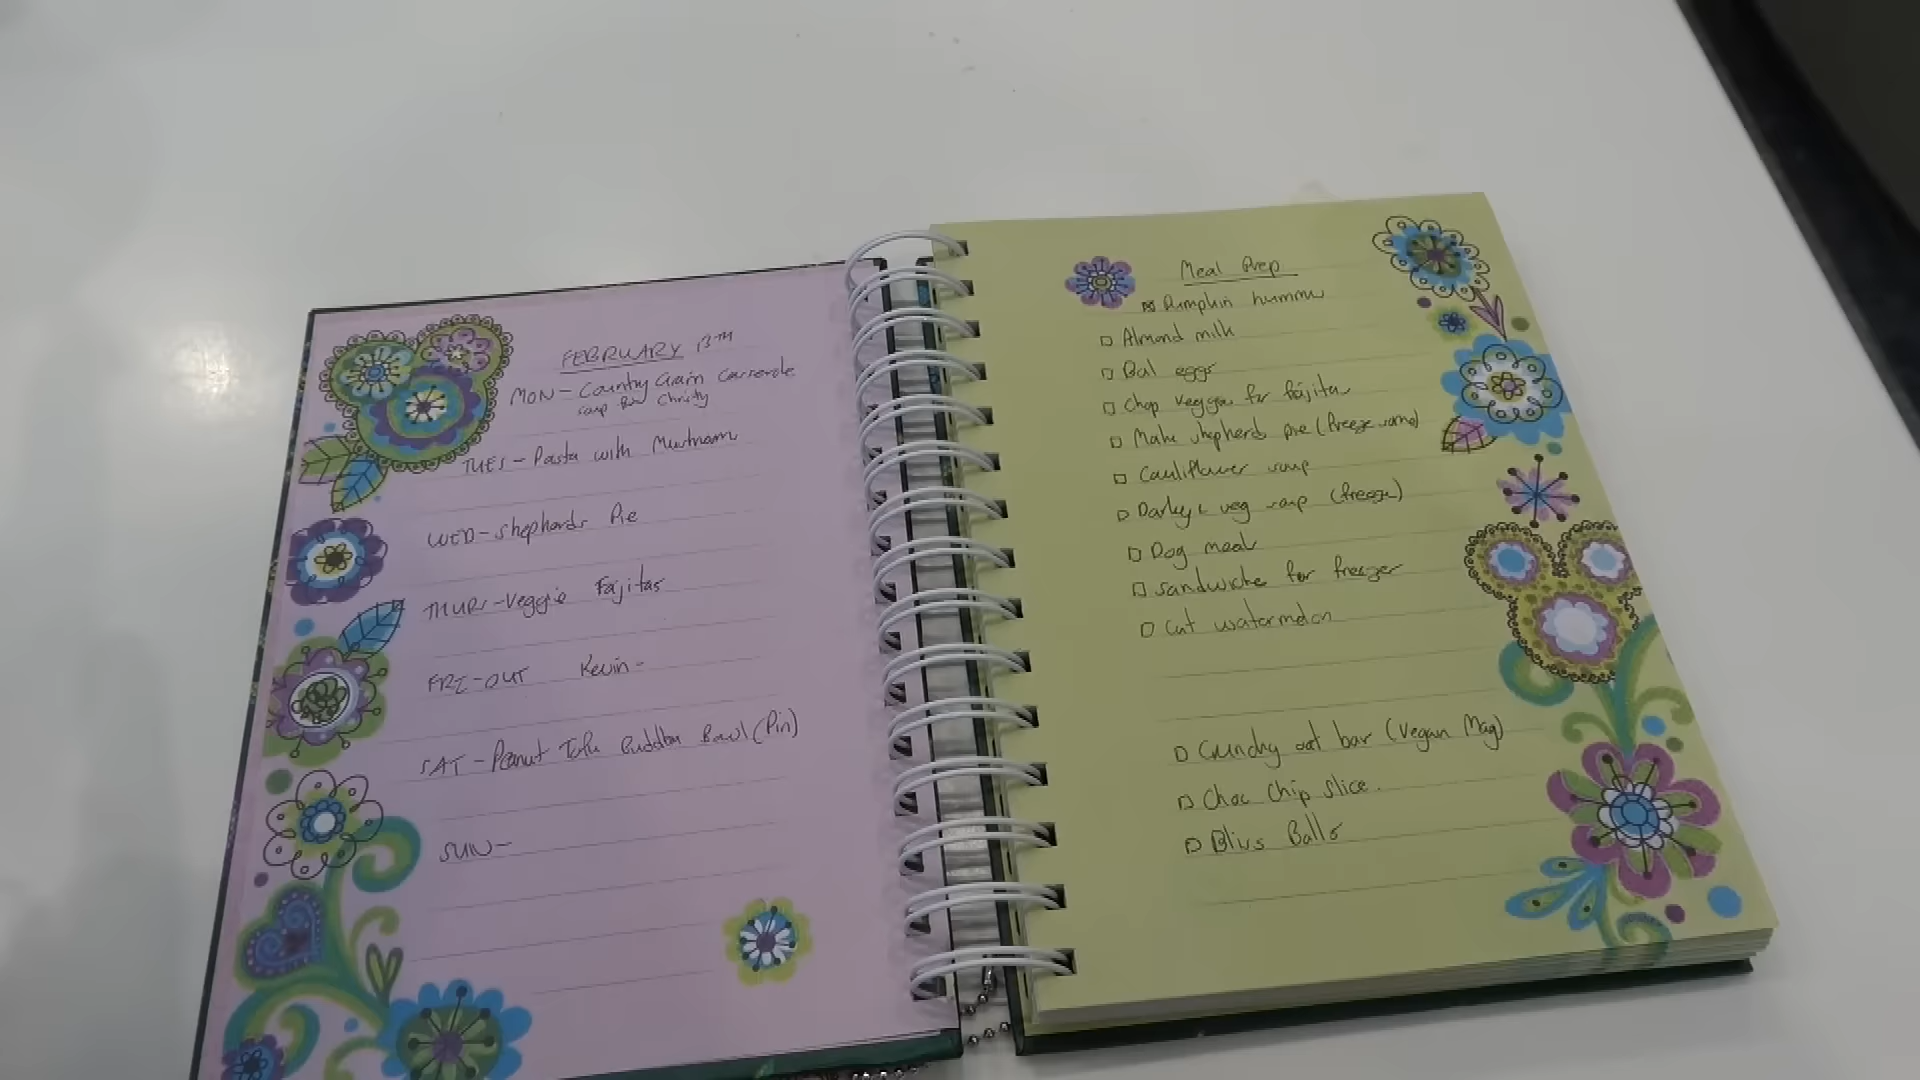 FEBRUARY 13TH
MON - Country Grain Casserole
soup for Christy
TUES - Pasta with Mushroom
WED - Shepherds Pie
THURS - Veggie Fajitas
FRI - OUT Kevin -
SAT - Peanut Tofu Buddha Bowl (Pin)
SUN -
Meal Prep
Pumpkin hummus
Almond milk
Boil eggs
Chop veggies for fajitas
Make shepherds pie (freeze some)
Cauliflower soup
Barley & veg soup (freeze)
Dog meal
Sandwiches for freezer
Cut watermelon
Crunchy oat bar (Vegan Mag)
Choc Chip Slice.
Bliss Balls